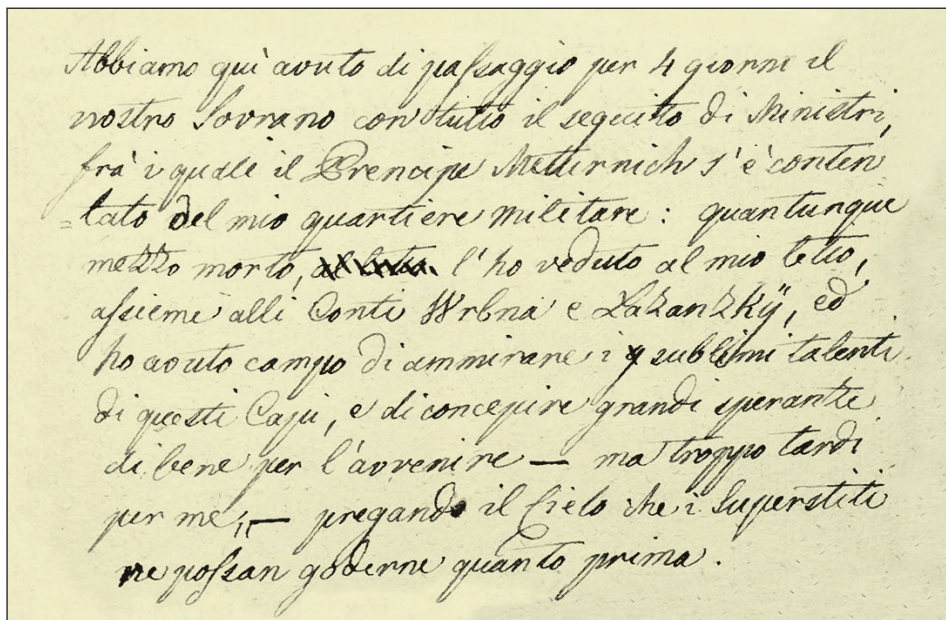 Abbiamo quì avuto di passaggio per 4 giorni il
nostro Sovrano con tutto il seguito di Ministri,
frà i quali il Prencipe Metternich s'è conten
=tato del mio quartiere militare: quantunque
mezzo morto, l'ho veduto al mio letto,
assieme alli Conti Wrbna e Lazanzkÿ, ed
ho avuto campo di ammirare i sublimi talenti
di questi Capi, e di concepire grandi speranze
di bene per l'avvenire — ma troppo tardi
per me; — pregando il Cielo che i Superstiti
ne possan goderne quanto prima.